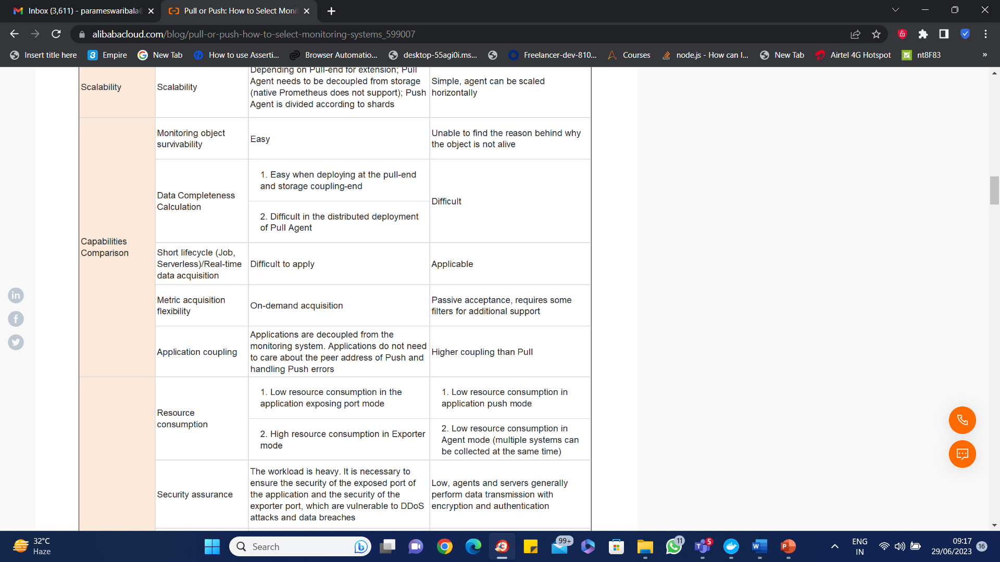 Inbox (3,611) - parameswaribala
Pull or Push: How to Select Moni
alibabacloud.com/blog/pull-or-push-how-to-select-monitoring-systems_599007
Insert title here
Empire
New Tab
How to use Asserti...
Browser Automatio...
desktop-55agi0i.ms...
Freelancer-dev-810...
Courses
node.js - How can I...
New Tab
Airtel 4G Hotspot
nt8F83
»
Scalability
Scalability
Depending on Pull-end for extension; Pull
Agent needs to be decoupled from storage
(native Prometheus does not support); Push
Agent is divided according to shards
Simple, agent can be scaled
horizontally
Capabilities
Comparison
Monitoring object
survivability
Easy
Unable to find the reason behind why
the object is not alive
Data Completeness
Calculation
1. Easy when deploying at the pull-end
and storage coupling-end
2. Difficult in the distributed deployment
of Pull Agent
Difficult
Short lifecycle (Job,
Serverless)/Real-time
data acquisition
Difficult to apply
Applicable
Metric acquisition
flexibility
On-demand acquisition
Passive acceptance, requires some
filters for additional support
Application coupling
Applications are decoupled from the
monitoring system. Applications do not need
to care about the peer address of Push and
handling Push errors
Higher coupling than Pull
Resource
consumption
1. Low resource consumption in the
application exposing port mode
2. High resource consumption in Exporter
mode
1. Low resource consumption in
application push mode
2. Low resource consumption in
Agent mode (multiple systems can
be collected at the same time)
Security assurance
The workload is heavy. It is necessary to
ensure the security of the exposed port of
the application and the security of the
exporter port, which are vulnerable to DDoS
attacks and data breaches
Low, agents and servers generally
perform data transmission with
encryption and authentication
in
f
32°C
Haze
Search
99+
11
5
W
P
ENG
IN
09:17
29/06/2023
16